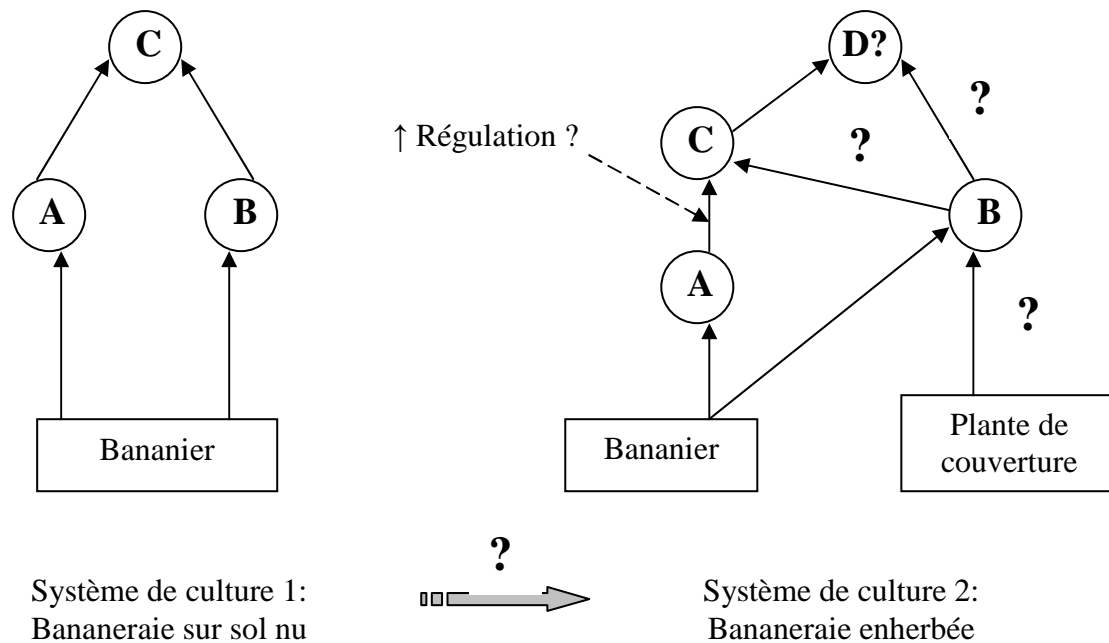 C
A
B
Bananier
D?
?
C
?
↑ Régulation ?
B
A
?
Bananier
Plante de
couverture
?
Système de culture 1:
Bananeraie sur sol nu
Système de culture 2:
Bananeraie enherbée